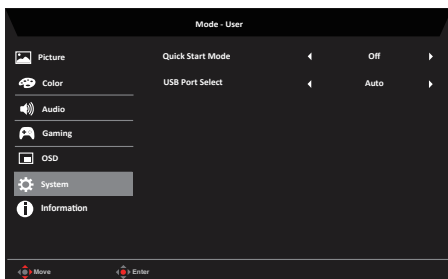 Mode - User
Picture
Quick Start Mode
Off
Color
USB Port Select
Auto
Audio
Gaming
OSD
System
Information
Move
Enter